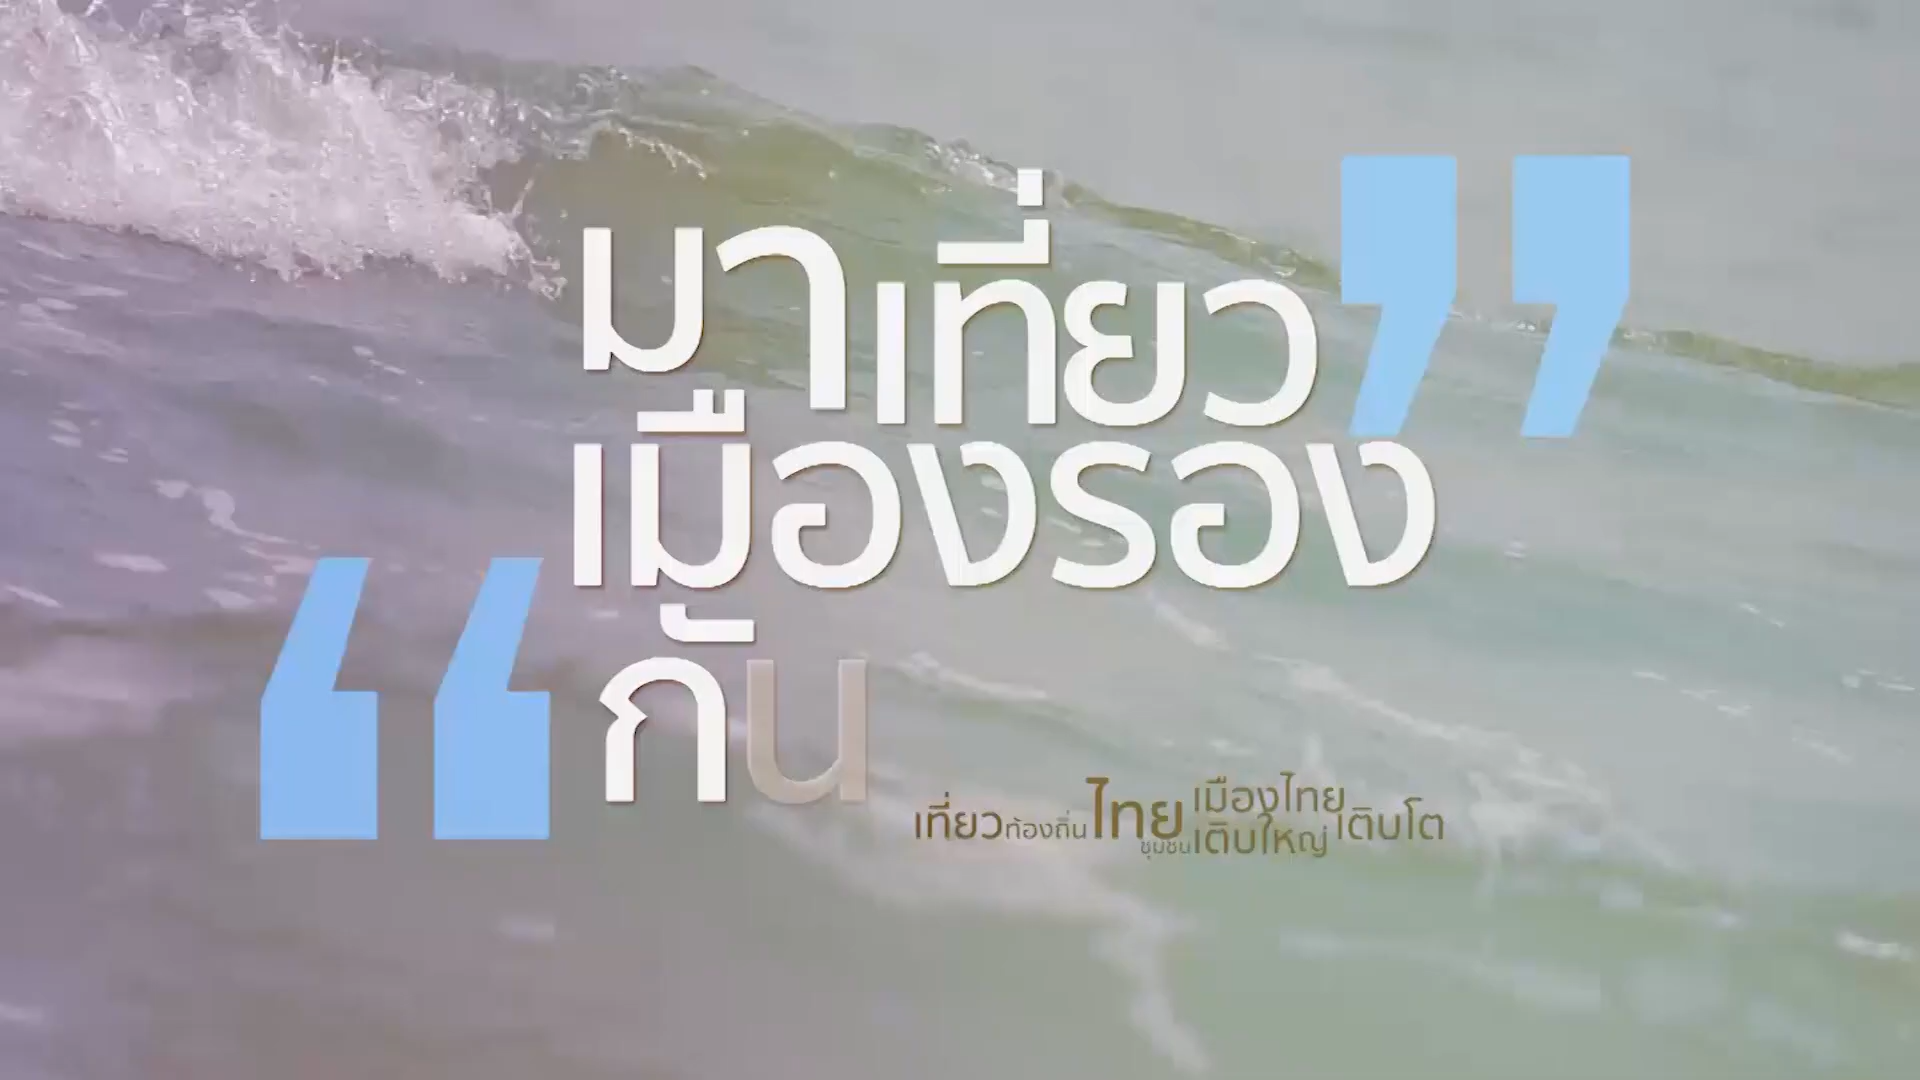 มาเที่ยว
เมืองรอง
กัน
เที่ยวท้องถิ่นไทย เมืองไทย
ชุมชนเติบใหญ่ เติบโต